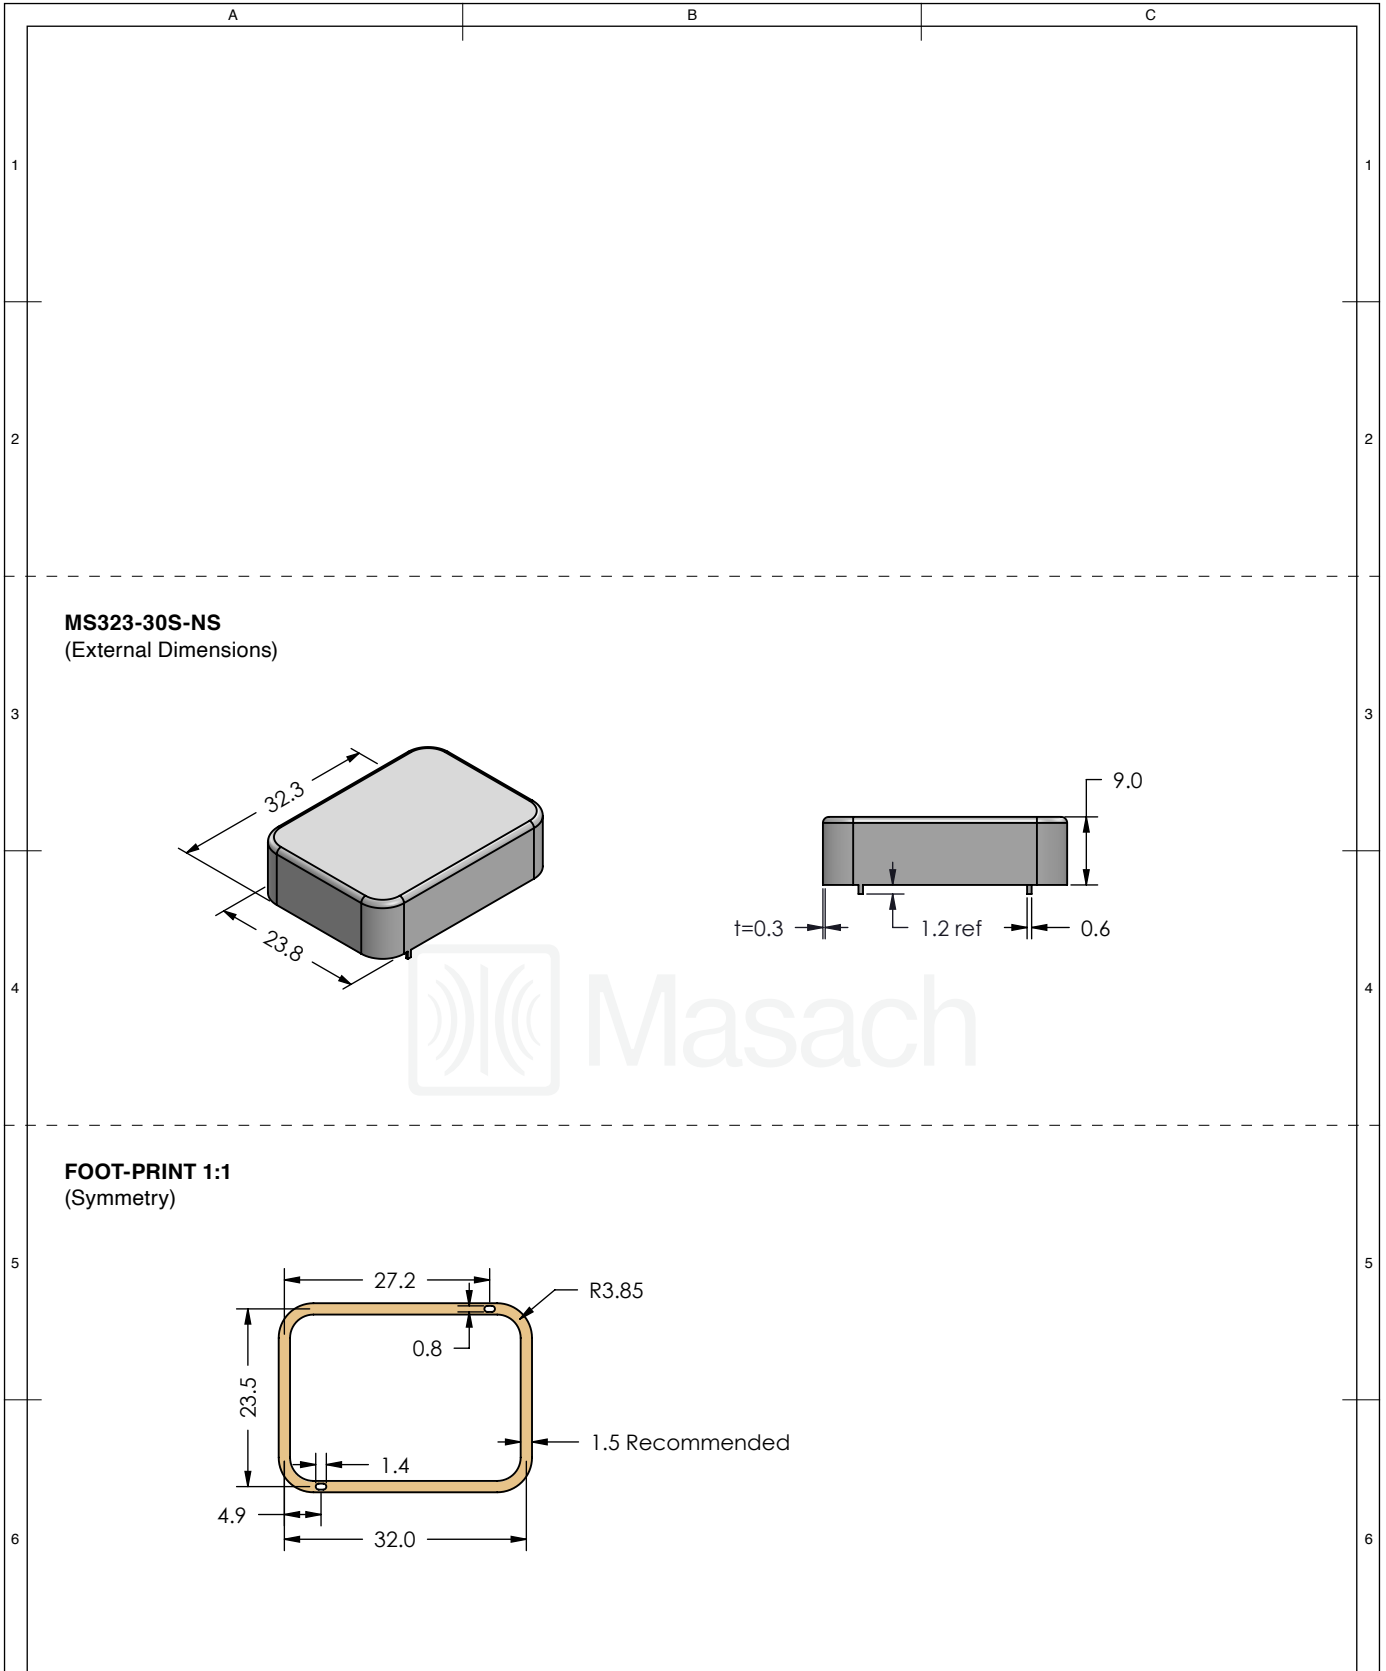 A B C
1 1
2 2
MS323-30S-NS
(External Dimensions)
3 3
32.3
9.0
23.8
t=0.3 1.2 ref 0.6
4 4
Masach
FOOT-PRINT 1:1
(Symmetry)
5 5
27.2
R3.85
0.8
23.5
1.5 Recommended
1.4
4.9
32.0
6 6